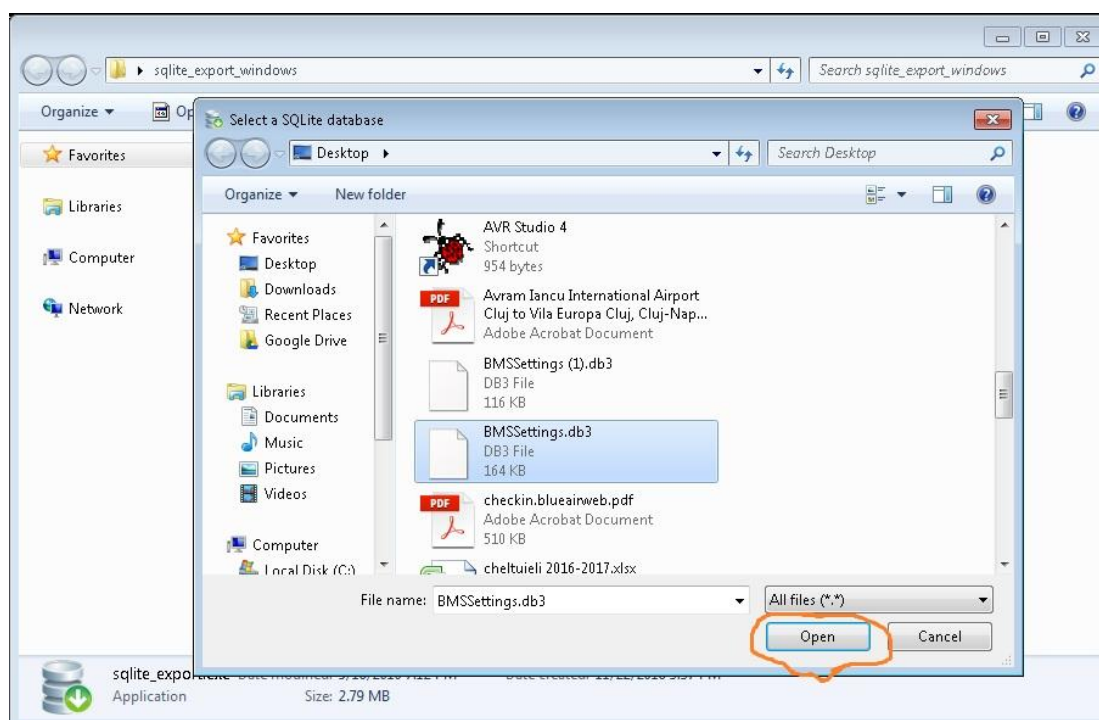 sqlite_export_windows
Search sqlite_export_windows
Organize
Op
Select a SQLite database
Desktop
Search Desktop
Organize
New folder
Favorites
Libraries
Computer
Network
Favorites
Desktop
Downloads
Recent Places
Google Drive
Libraries
Documents
Music
Pictures
Videos
Computer
Local Disk (C:)
AVR Studio 4
Shortcut
954 bytes
PDF
Avram Iancu International Airport
Cluj to Vila Europa Cluj, Cluj-Nap...
Adobe Acrobat Document
BMSSettings (1).db3
DB3 File
116 KB
BMSSettings.db3
DB3 File
164 KB
PDF
checkin.blueairweb.pdf
Adobe Acrobat Document
510 KB
cheltuieli 2016-2017.xlsx
File name: BMSSettings.db3
All files (*.*)
Open
Cancel
Application
Size: 2.79 MB